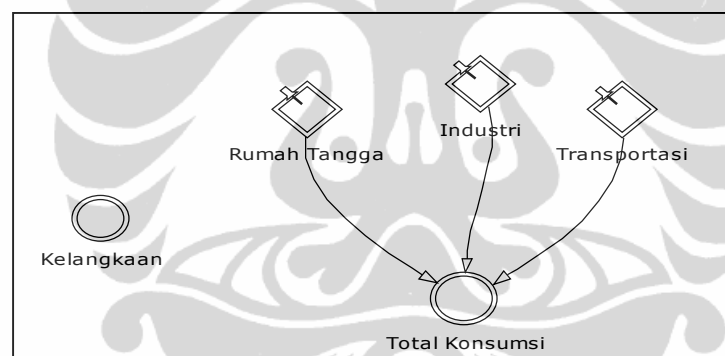 Industri
Rumah Tangga
Transportasi
Kelangkaan
Total Konsumsi